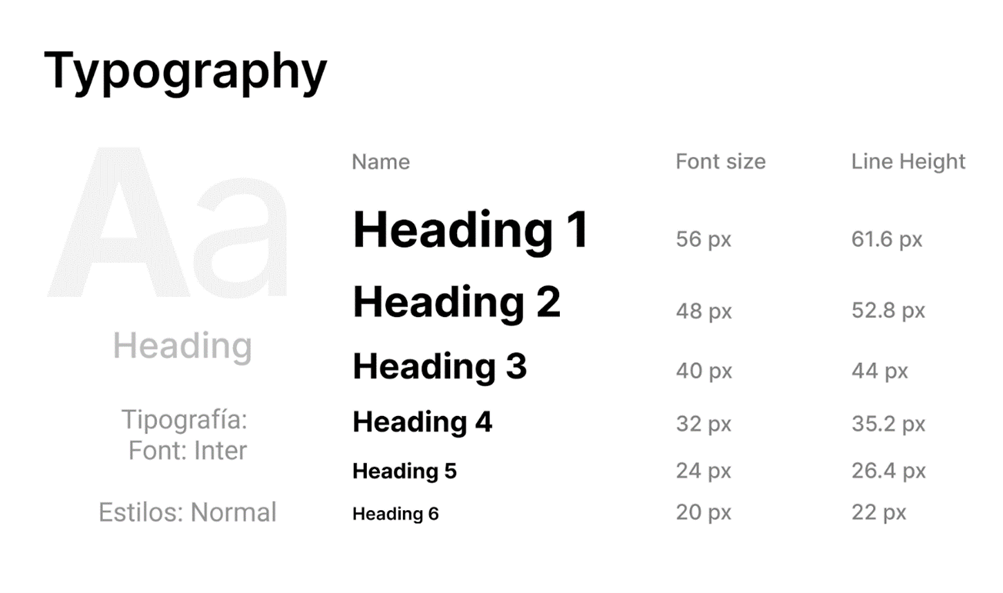 Typography
Aa
Heading
Tipografía:
Font: Inter
Estilos: Normal
Name Font size Line Height
Heading 1 56 px 61.6 px
Heading 2 48 px 52.8 px
Heading 3 40 px 44 px
Heading 4 32 px 35.2 px
Heading 5 24 px 26.4 px
Heading 6 20 px 22 px